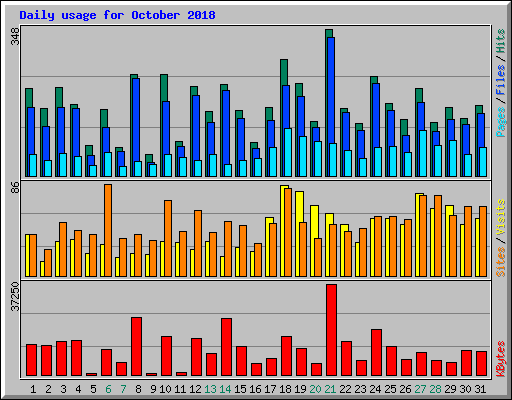 Daily usage for October 2018
348
Pages / Files / Hits
86
Sites / Visits
37250
KBytes
1 2 3 4 5 6 7 8 9 10 11 12 13 14 15 16 17 18 19 20 21 22 23 24 25 26 27 28 29 30 31